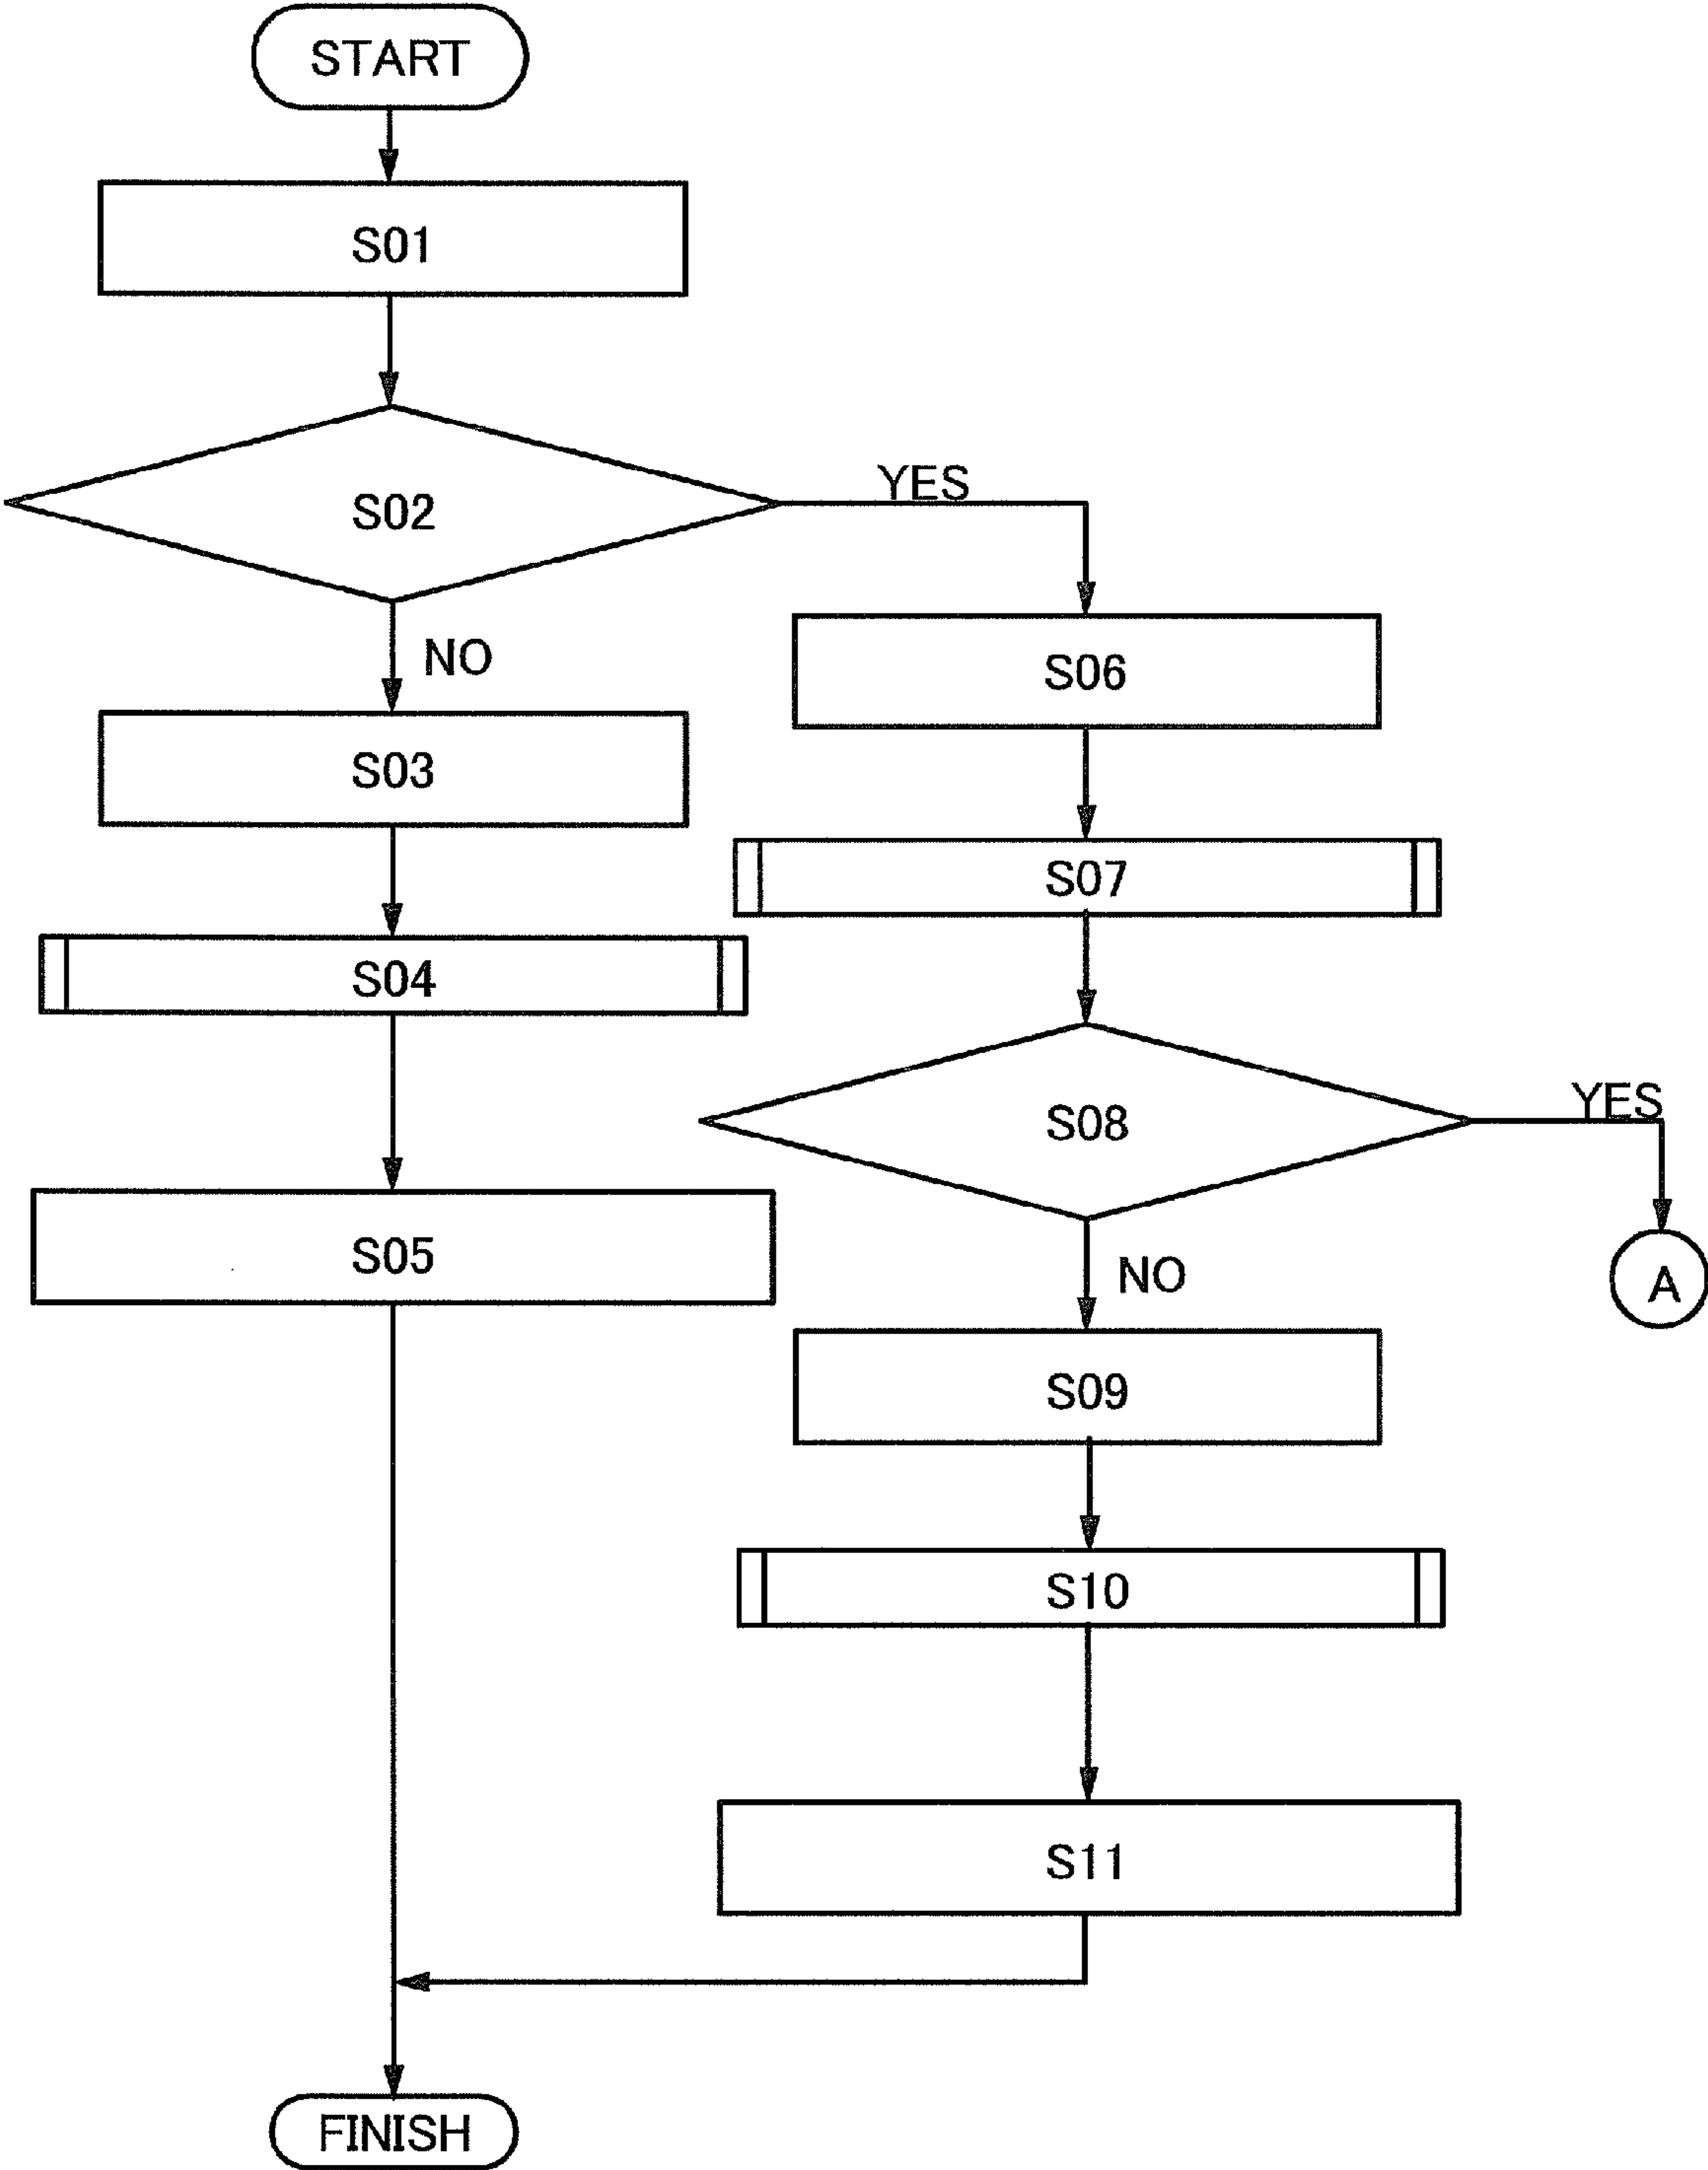 START
S01
S02
YES
NO
S03
S04
S05
S06
S07
S08
YES
A
NO
S09
S10
S11
FINISH